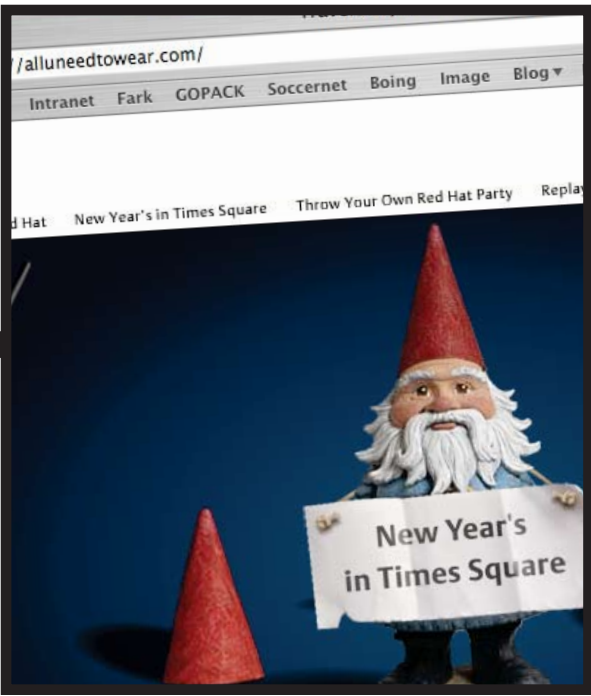 //alluneedtowear.com/
Intranet Fark GOPACK Soccernet Boing Image Blog
d Hat New Year's in Times Square Throw Your Own Red Hat Party Replay
New Year's
in Times Square